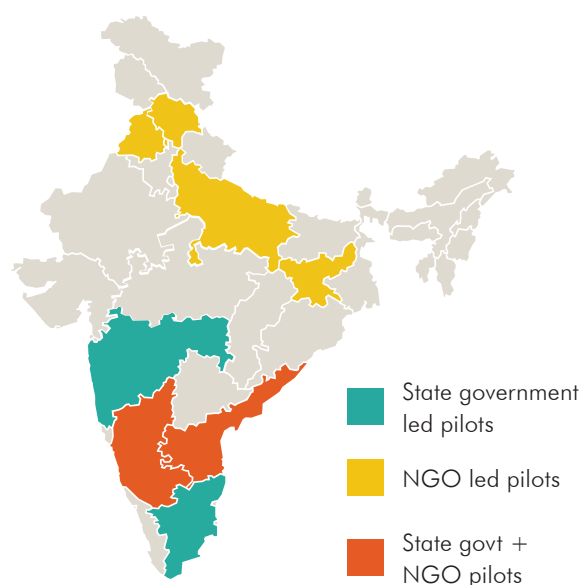 State government
led pilots
NGO led pilots
State govt +
NGO pilots